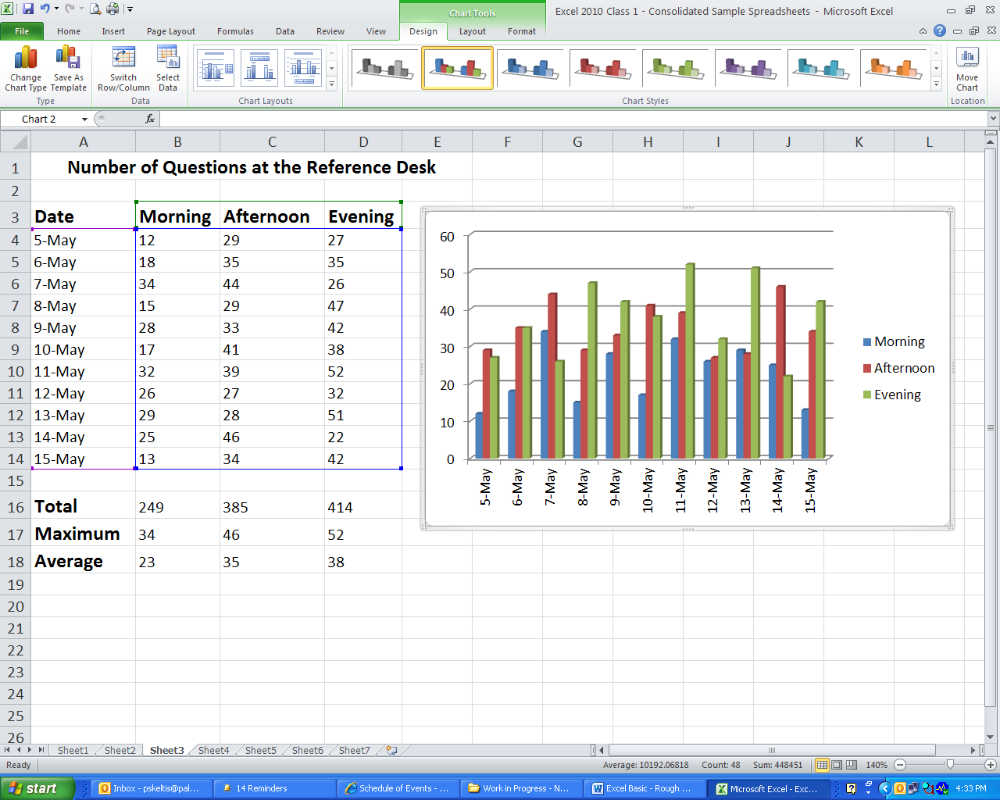 Chart Tools
Excel 2010 Class 1 - Consolidated Sample Spreadsheets - Microsoft Excel
File Home Insert Page Layout Formulas Data Review View Design Layout Format
Change Chart Type
Save As Template
Switch Row/Column
Select Data
Move Chart
Type Data Chart Layouts Chart Styles Location
Chart 2 fx
A B C D E F G H I J K L
1 Number of Questions at the Reference Desk
2
3 Date Morning Afternoon Evening
4 5-May 12 29 27
5 6-May 18 35 35
6 7-May 34 44 26
7 8-May 15 29 47
8 9-May 28 33 42
9 10-May 17 41 38
10 11-May 32 39 52
11 12-May 26 27 32
12 13-May 29 28 51
13 14-May 25 46 22
14 15-May 13 34 42
15
16 Total 249 385 414
17 Maximum 34 46 52
18 Average 23 35 38
19
20
21
22
23
24
25
26
60
50
40
30
20
10
0
5-May 6-May 7-May 8-May 9-May 10-May 11-May 12-May 13-May 14-May 15-May
Morning
Afternoon
Evening
Sheet1 Sheet2 Sheet3 Sheet4 Sheet5 Sheet6 Sheet7
Ready Average: 10192.06818 Count: 48 Sum: 448451 140%
start Inbox - pskeltis@pal... 14 Reminders Schedule of Events - ... Work in Progress - N... Excel Basic - Rough ... Microsoft Excel - Exc... 4:33 PM